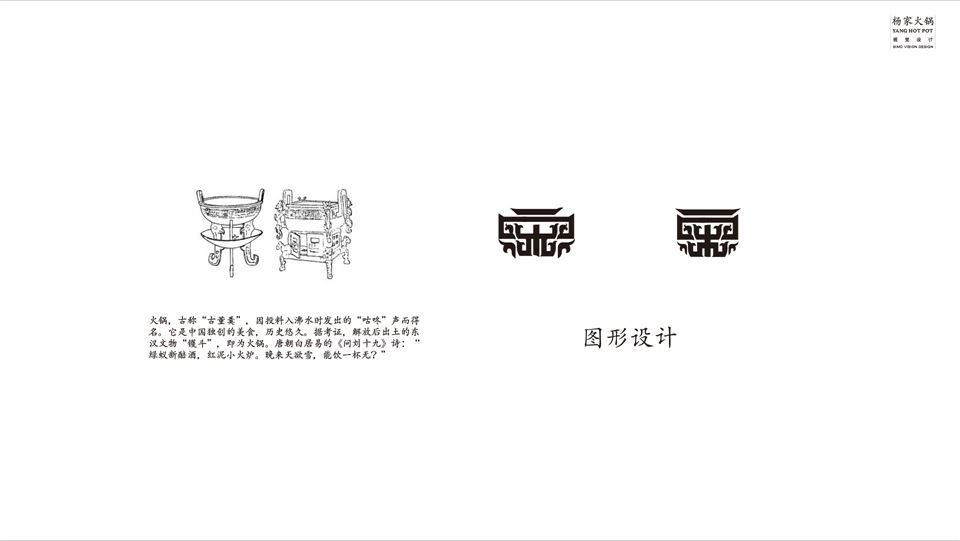 杨家火锅
YANG HOT POT
视觉设计
SIMO VISION DESIGN
火锅，古称“古董羹”，因投料入沸水时发出的“咕咚”声而得
名。它是中国独创的美食，历史悠久。据考证，解放后出土的东
汉文物“镬斗”，即为火锅。唐朝白居易的《问刘十九》诗：“
绿蚁新醅酒，红泥小火炉。晚来天欲雪，能饮一杯无？”
图形设计